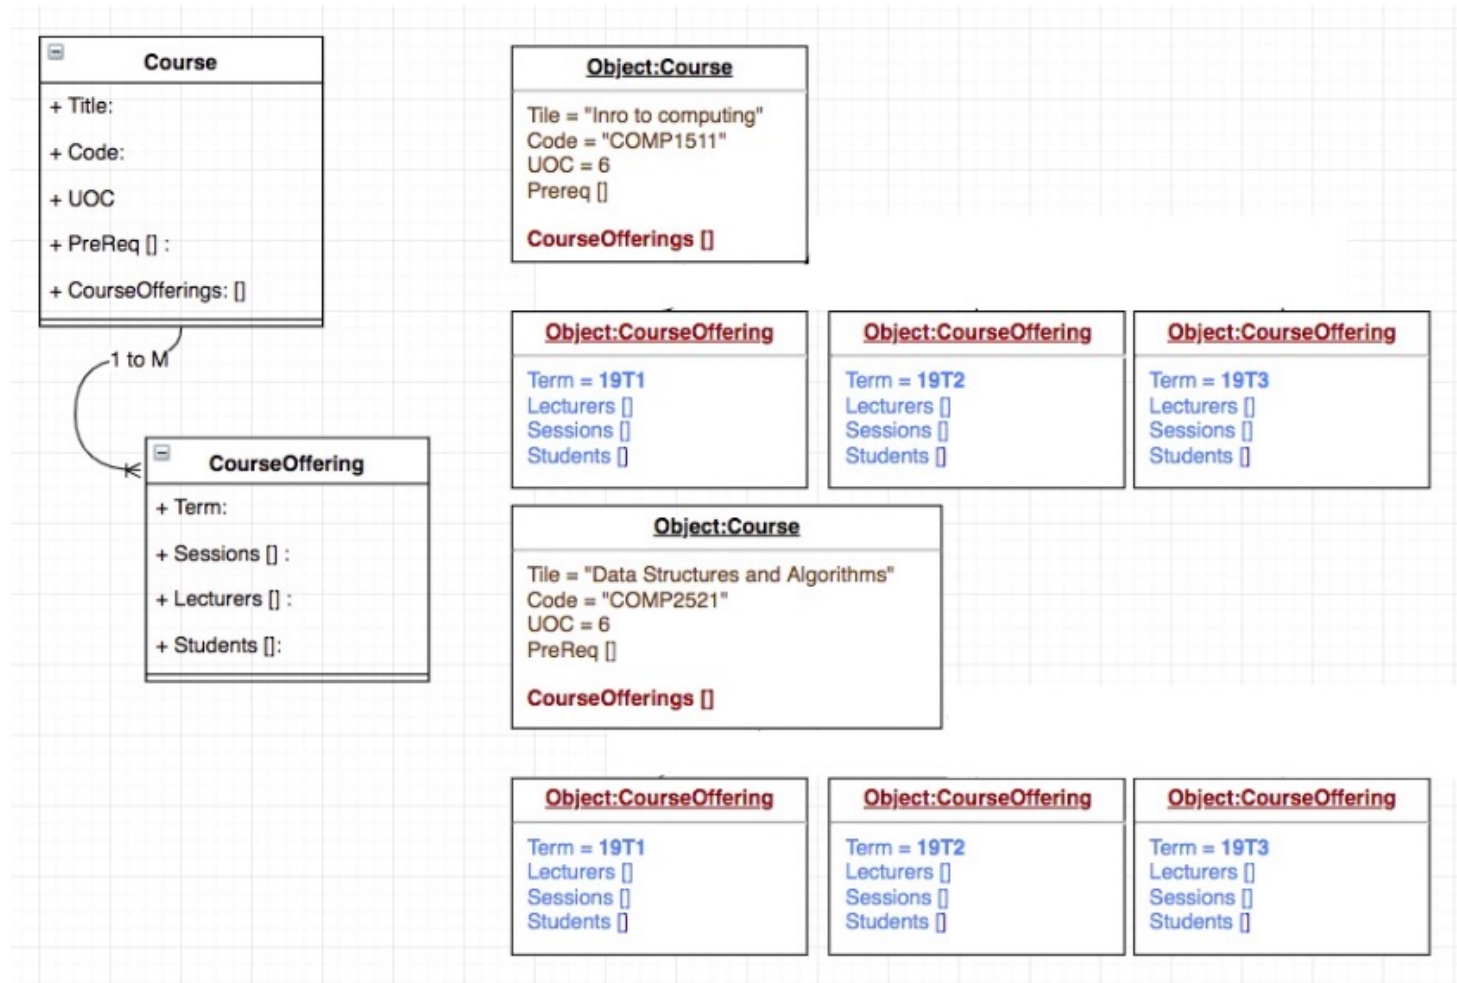 Course
+ Title:
+ Code:
+ UOC
+ PreReq [] :
+ CourseOfferings: []
1 to M
CourseOffering
+ Term:
+ Sessions [] :
+ Lecturers [] :
+ Students []:
Object:Course
Tile = "Inro to computing"
Code = "COMP1511"
UOC = 6
Prereq []
CourseOfferings []
Object:CourseOffering
Term = 19T1
Lecturers []
Sessions []
Students []
Object:CourseOffering
Term = 19T2
Lecturers []
Sessions []
Students []
Object:CourseOffering
Term = 19T3
Lecturers []
Sessions []
Students []
Object:Course
Tile = "Data Structures and Algorithms"
Code = "COMP2521"
UOC = 6
PreReq []
CourseOfferings []
Object:CourseOffering
Term = 19T1
Lecturers []
Sessions []
Students []
Object:CourseOffering
Term = 19T2
Lecturers []
Sessions []
Students []
Object:CourseOffering
Term = 19T3
Lecturers []
Sessions []
Students []